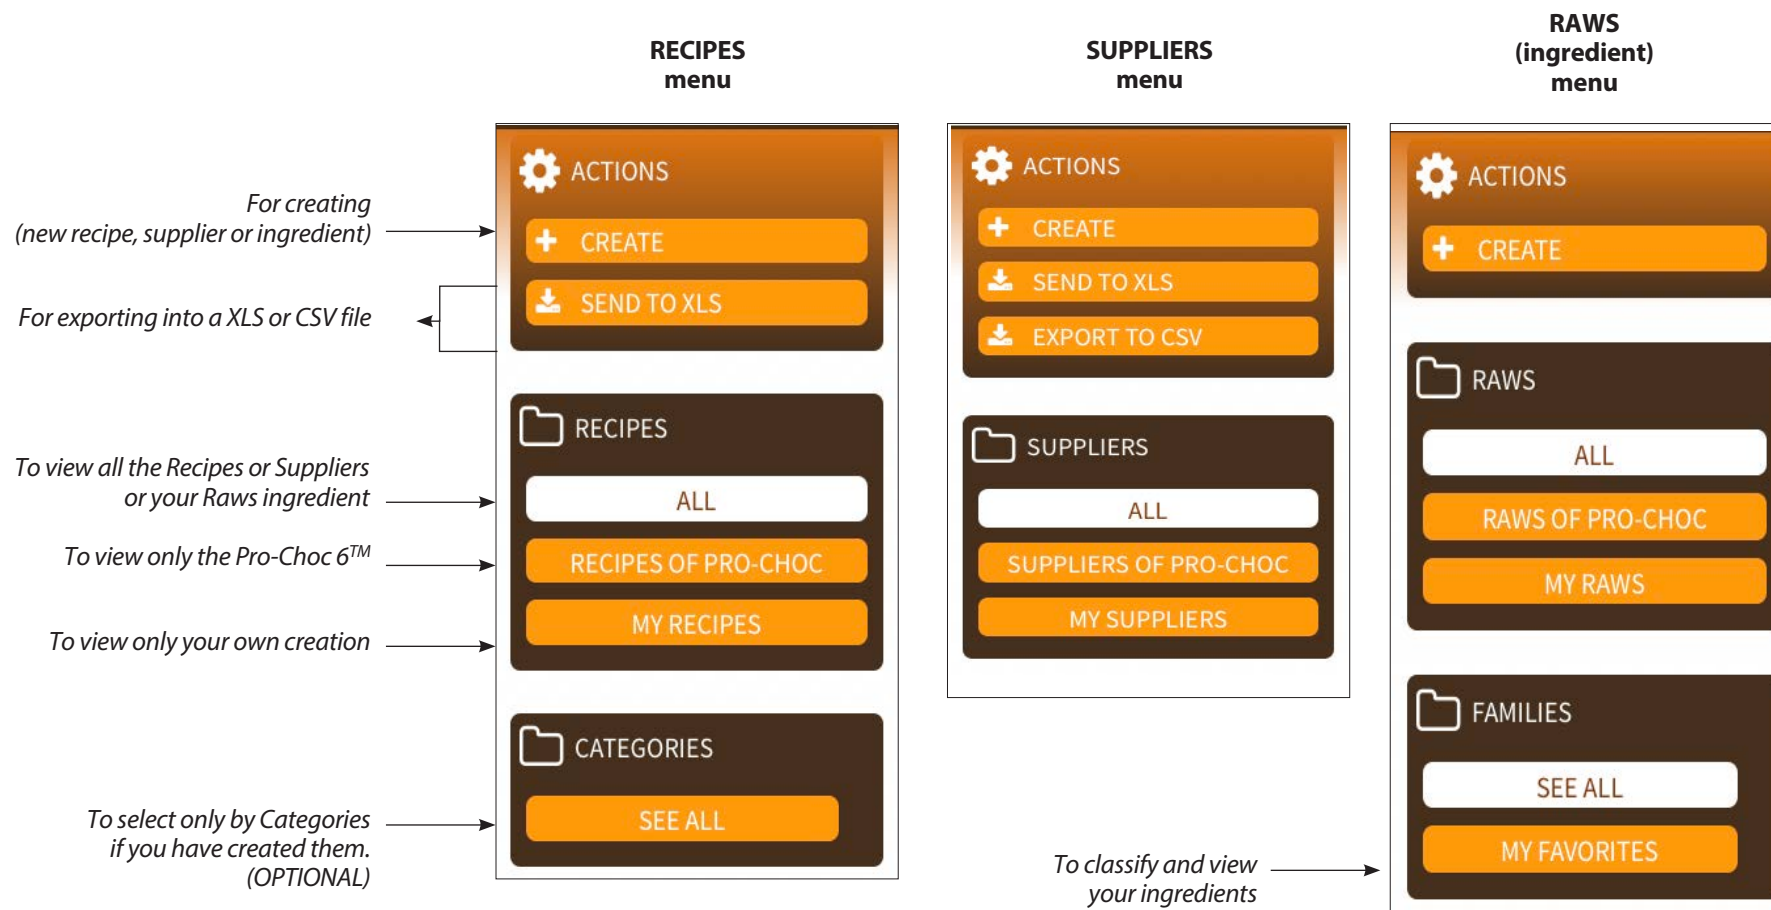 RECIPES
menu
SUPPLIERS
menu
RAWS
(ingredient)
menu
For creating
(new recipe, supplier or ingredient)
For exporting into a XLS or CSV file
To view all the Recipes or Suppliers
or your Raws ingredient
To view only the Pro-Choc 6TM
To view only your own creation
To select only by Categories
if you have created them.
(OPTIONAL)
ACTIONS
CREATE
SEND TO XLS
RECIPES
ALL
RECIPES OF PRO-CHOC
MY RECIPES
CATEGORIES
SEE ALL
ACTIONS
CREATE
SEND TO XLS
EXPORT TO CSV
SUPPLIERS
ALL
SUPPLIERS OF PRO-CHOC
MY SUPPLIERS
To classify and view
your ingredients
ACTIONS
CREATE
RAWS
ALL
RAWS OF PRO-CHOC
MY RAWS
FAMILIES
SEE ALL
MY FAVORITES